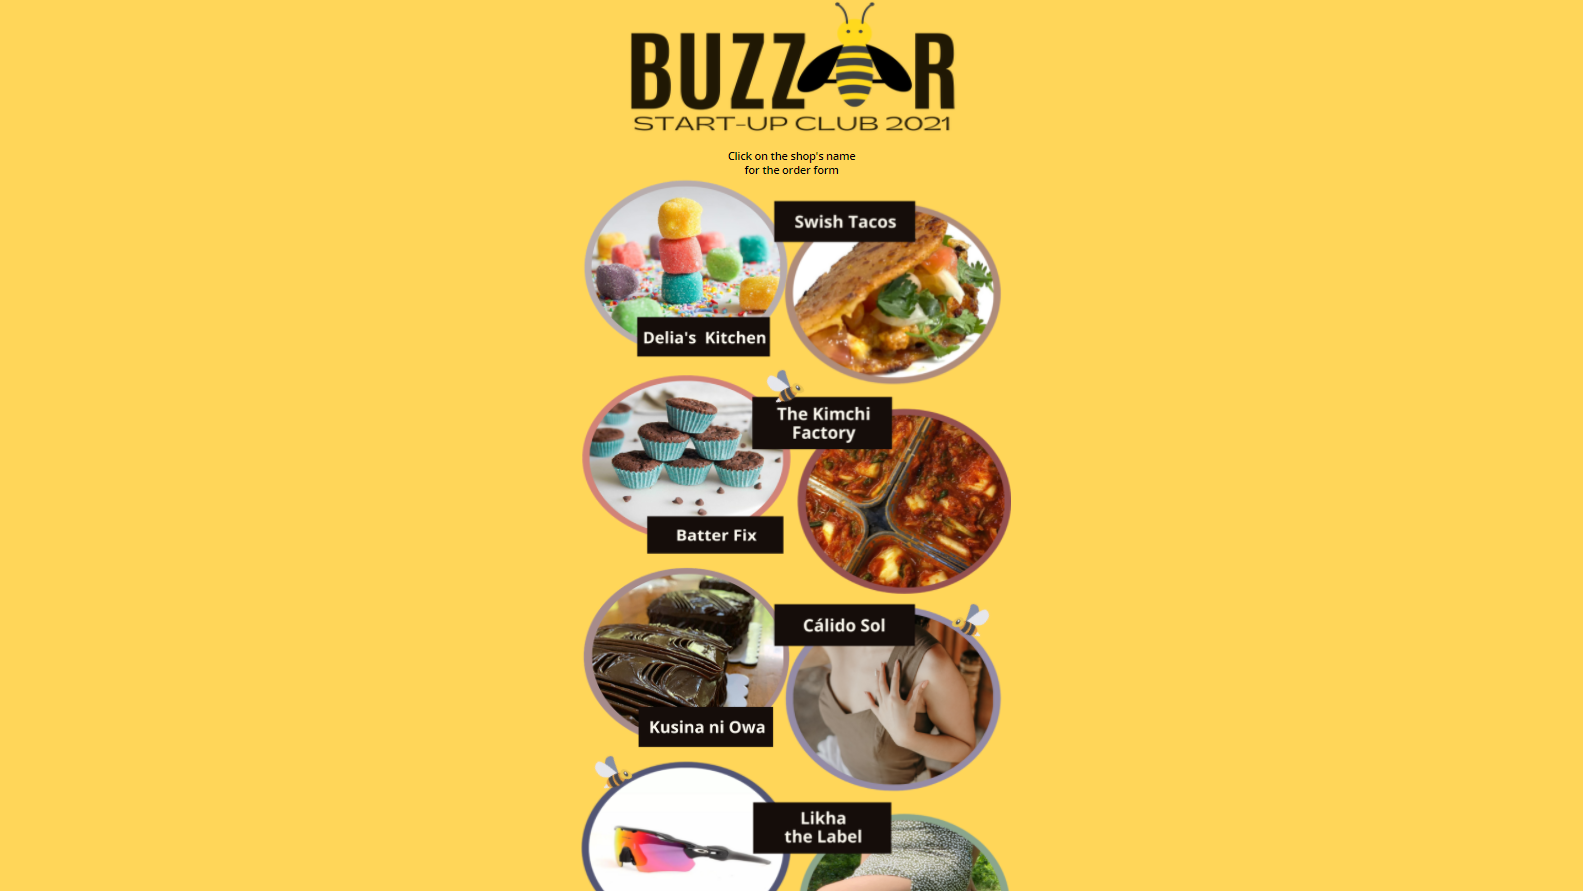 BUZZAR
START-UP CLUB 2021
Click on the shop's name
for the order form
Swish Tacos
Delia's Kitchen
The Kimchi
Factory
Batter Fix
Cálido Sol
Kusina ni Owa
Likha
the Label